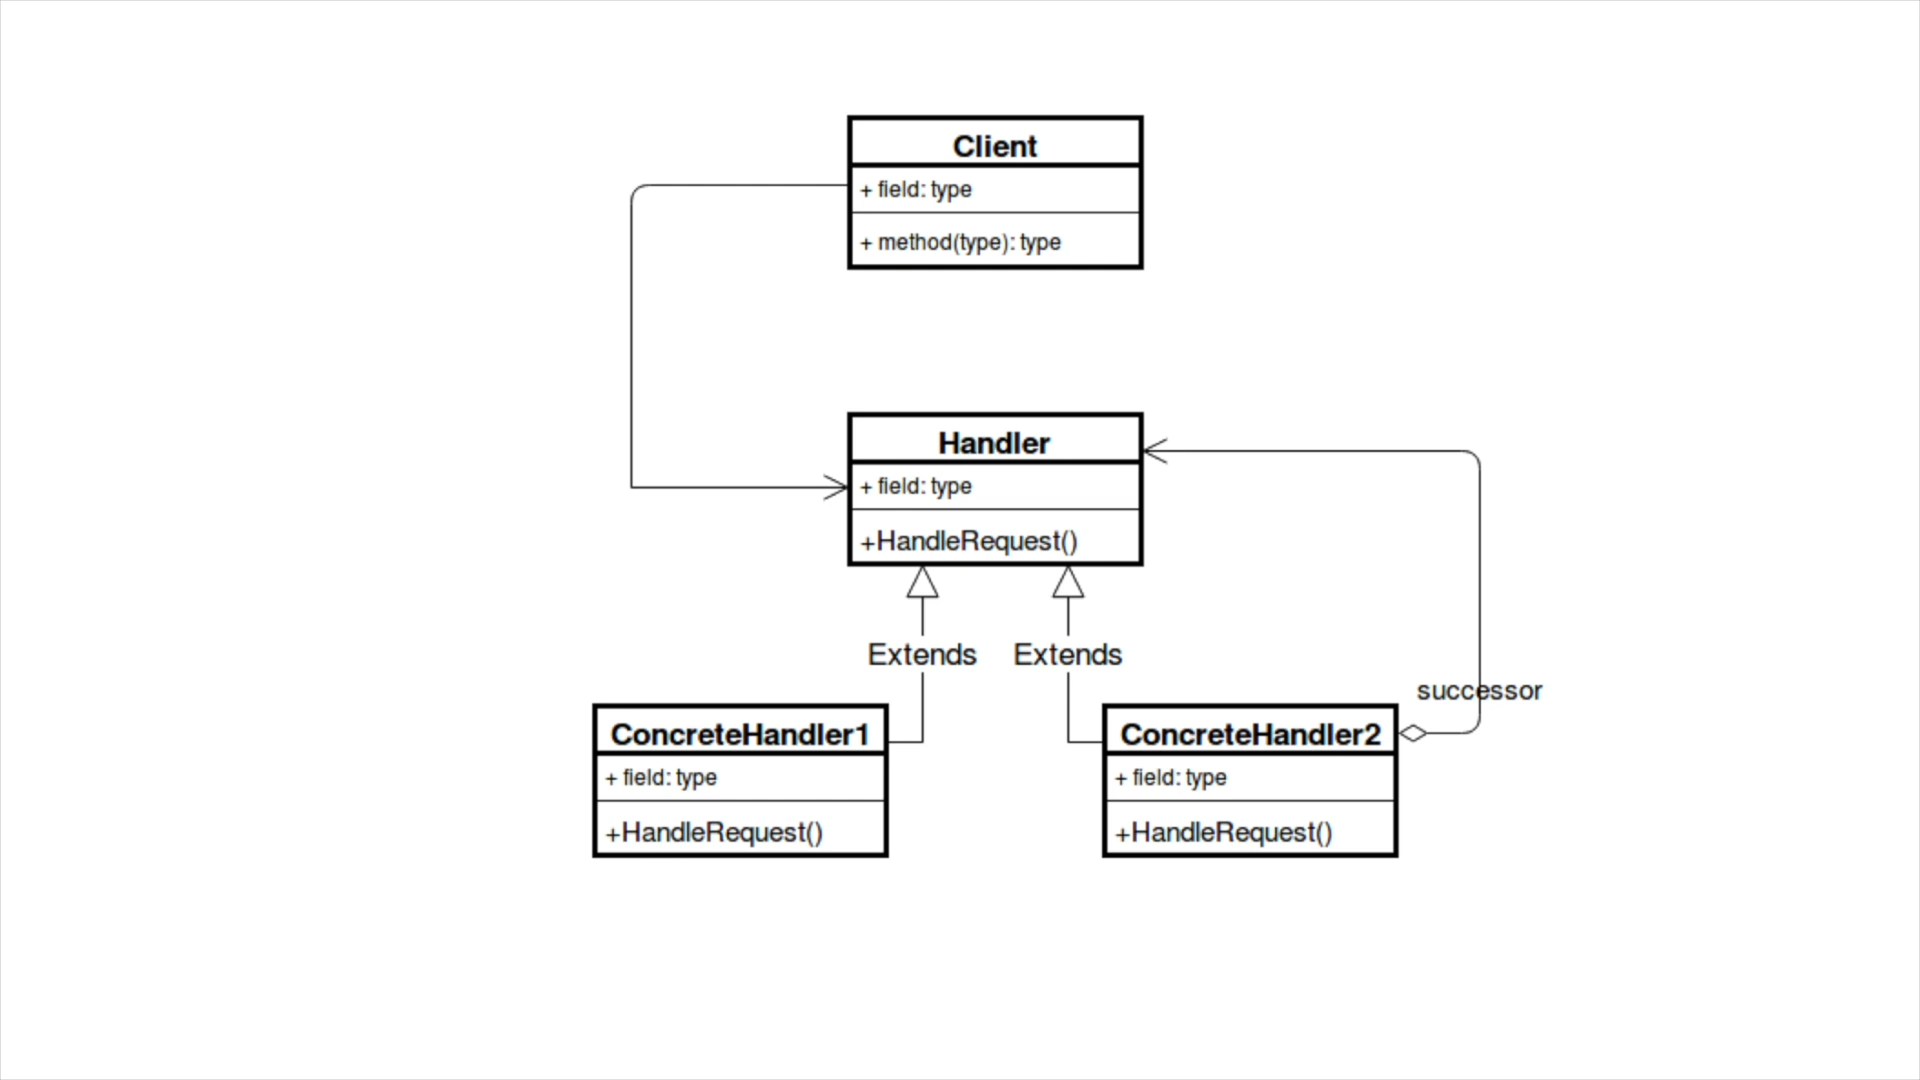 Client
+ field: type
+ method(type): type
Handler
+ field: type
+HandleRequest()
Extends
Extends
successor
ConcreteHandler1
+ field: type
+HandleRequest()
ConcreteHandler2
+ field: type
+HandleRequest()